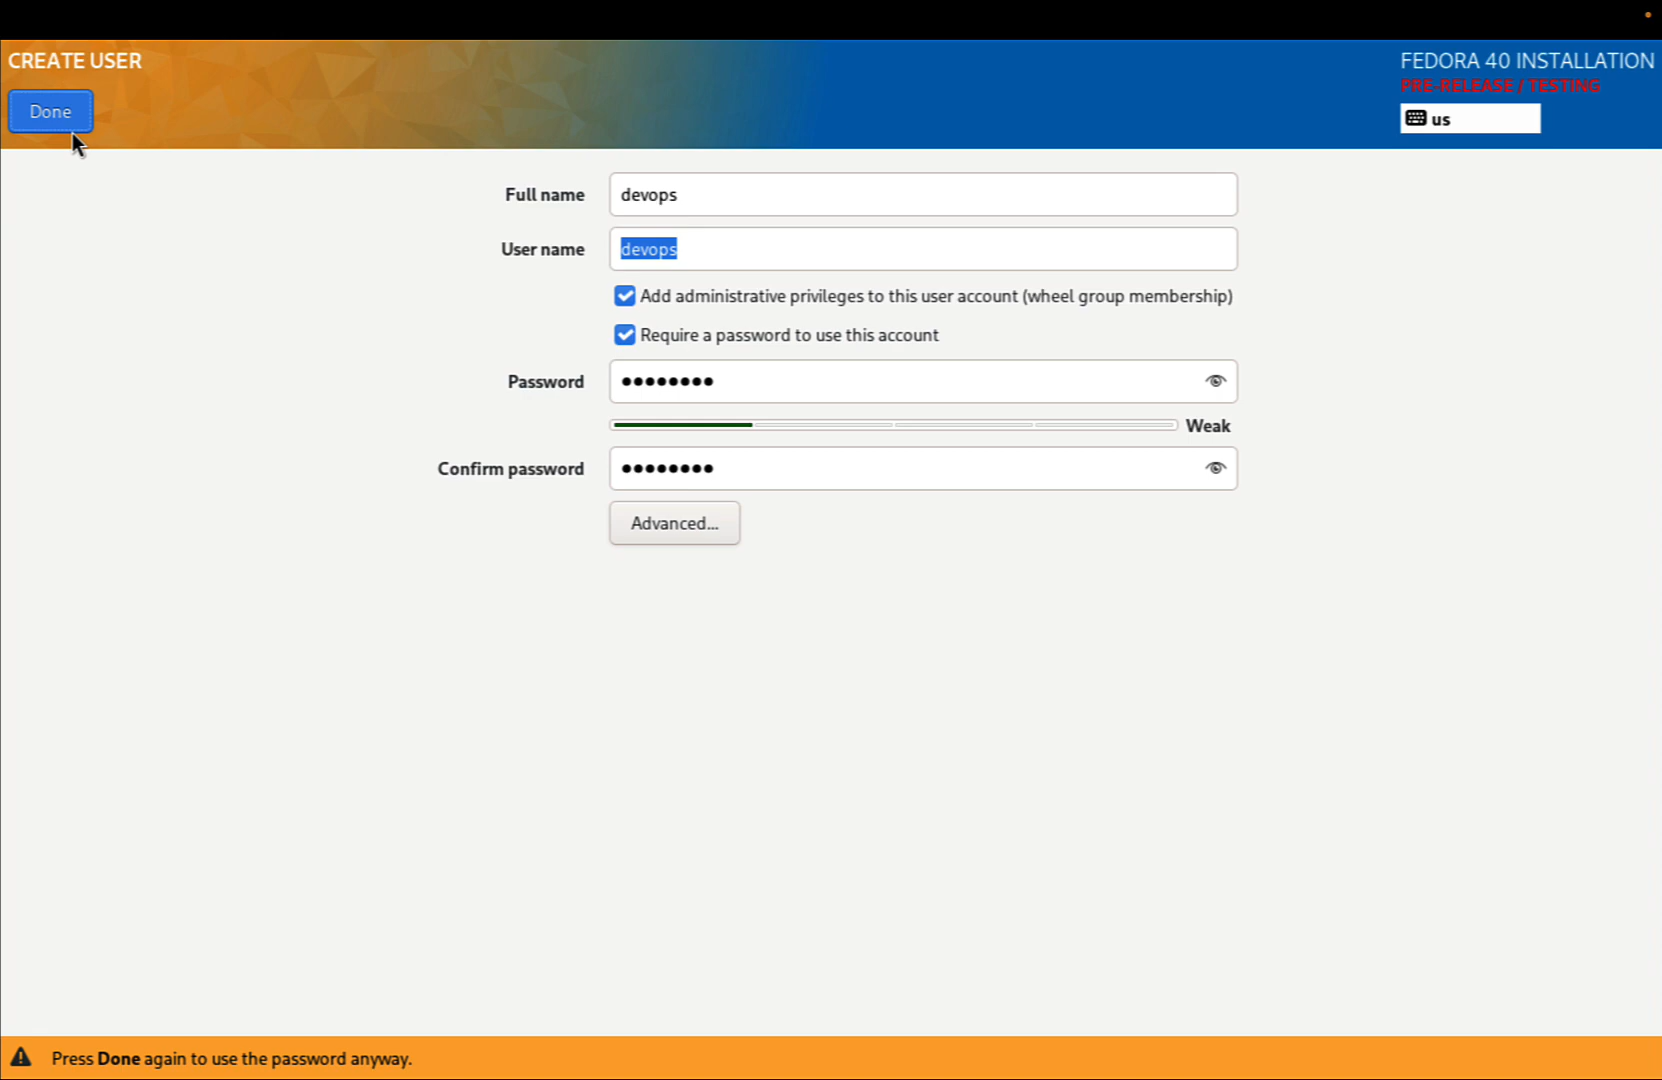 CREATE USER
FEDORA 40 INSTALLATION
PRE-RELEASE / TESTING
Done
us
Full name
devops
User name
devops
Add administrative privileges to this user account (wheel group membership)
Require a password to use this account
Password
●●●●●●●●
Weak
Confirm password
●●●●●●●●
Advanced...
Press Done again to use the password anyway.